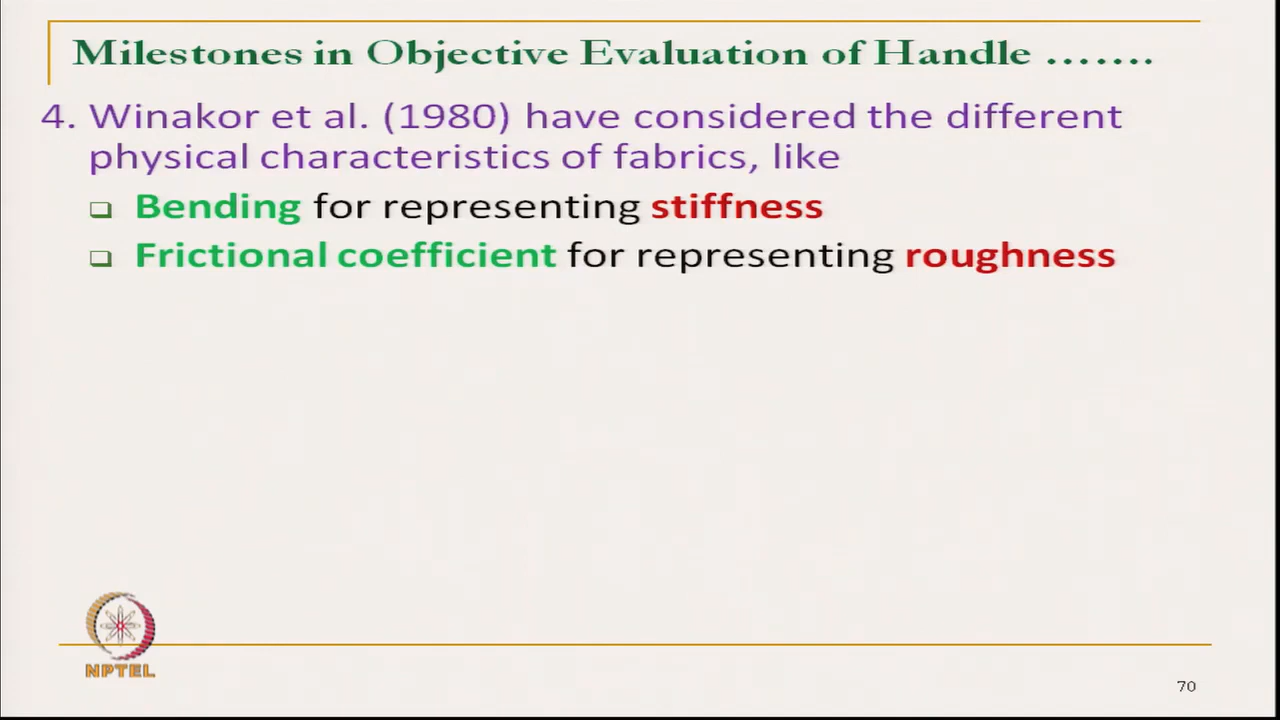 Milestones in Objective Evaluation of Handle .......
4. Winakor et al. (1980) have considered the different
physical characteristics of fabrics, like
Bending for representing stiffness
Frictional coefficient for representing roughness
NPTEL
70